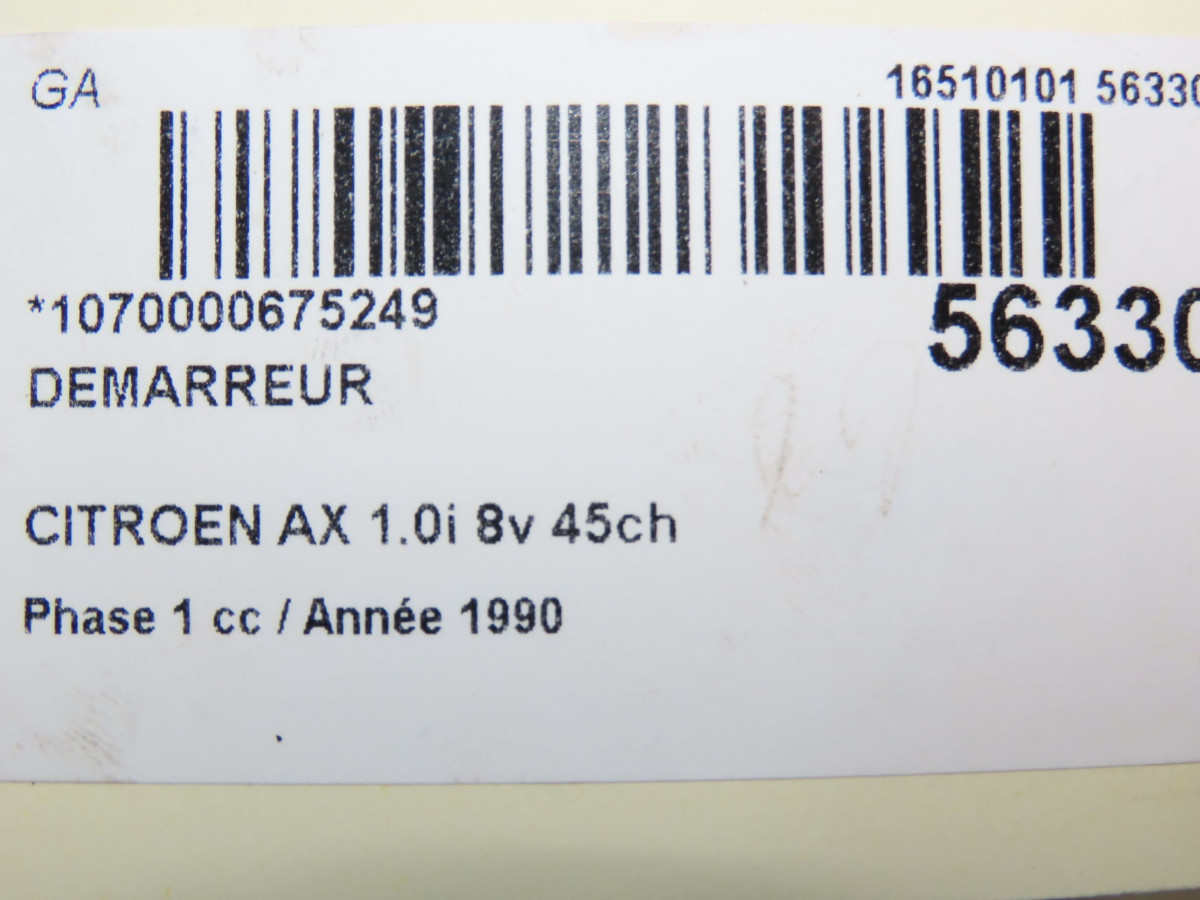 GA
16510101 56330
*1070000675249
56330
DEMARREUR
CITROEN AX 1.0i 8v 45ch
Phase 1 cc / Année 1990